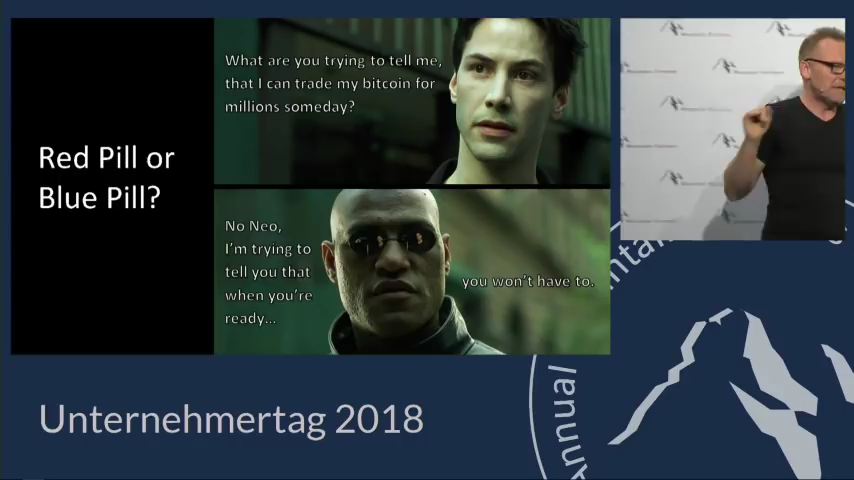 Red Pill or
Blue Pill?
What are you trying to tell me,
that I can trade my bitcoin for
millions someday?
No Neo,
I'm trying to
tell you that
when you're
ready...
you won't have to.
Unternehmertag 2018
Annual